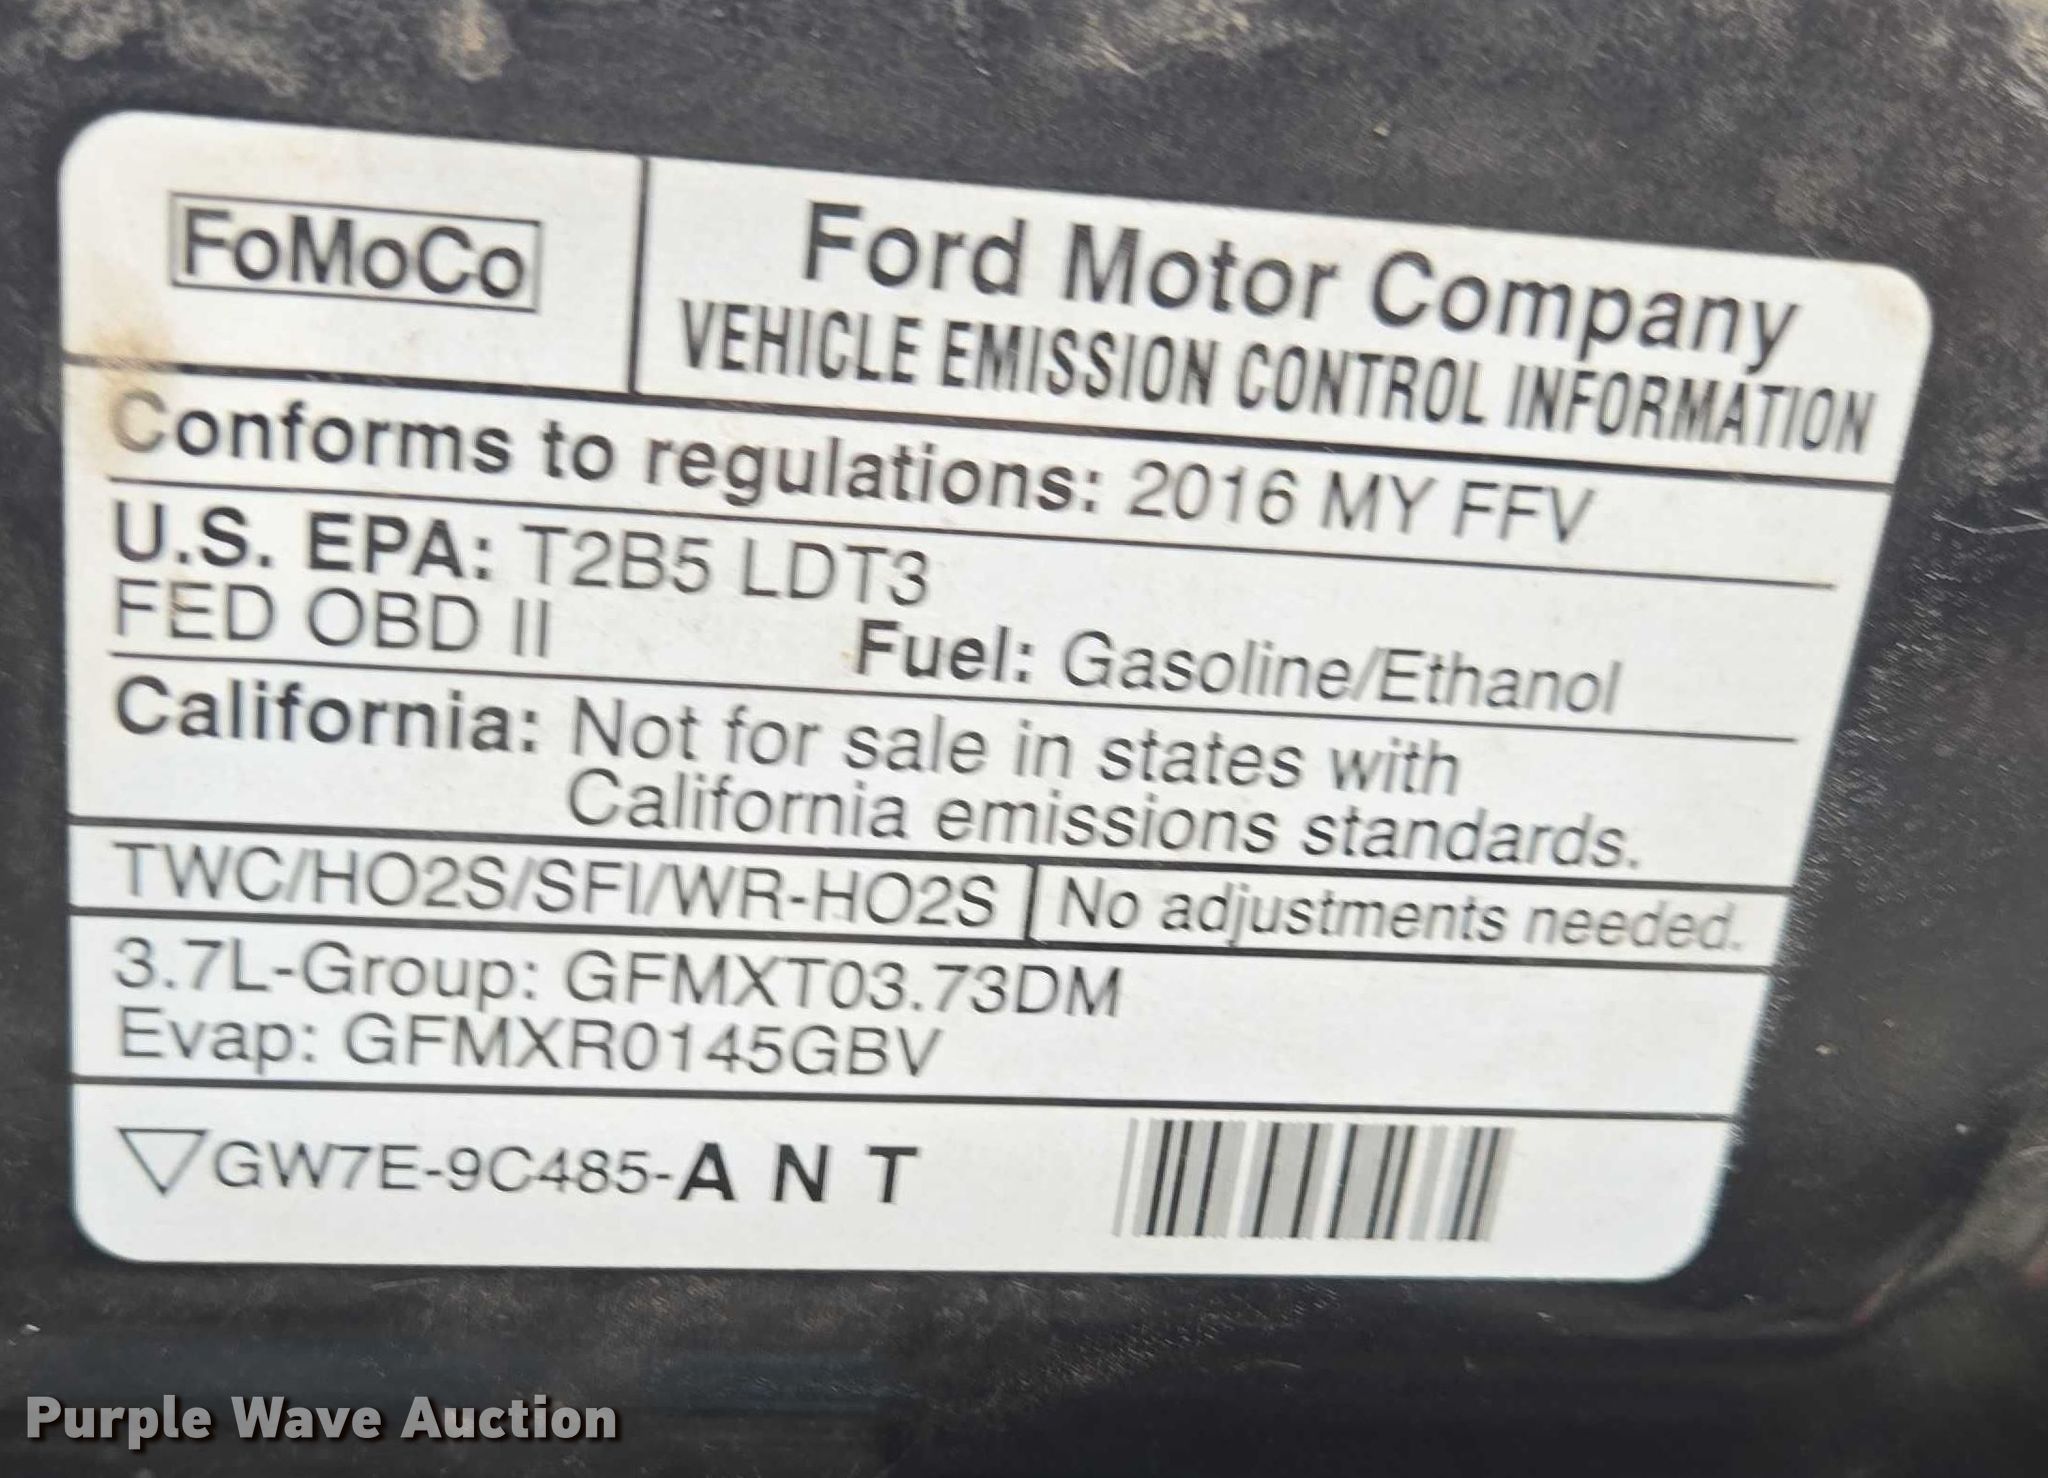 FoMoCo
Ford Motor Company
VEHICLE EMISSION CONTROL INFORMATION
Conforms to regulations: 2016 MY FFV
U.S. EPA: T2B5 LDT3
FED OBD II Fuel: Gasoline/Ethanol
California: Not for sale in states with
California emissions standards.
TWC/HO2S/SFI/WR-HO2S No adjustments needed.
3.7L-Group: GFMXT03.73DM
Evap: GFMXR0145GBV
GW7E-9C485-A N T
Purple Wave Auction